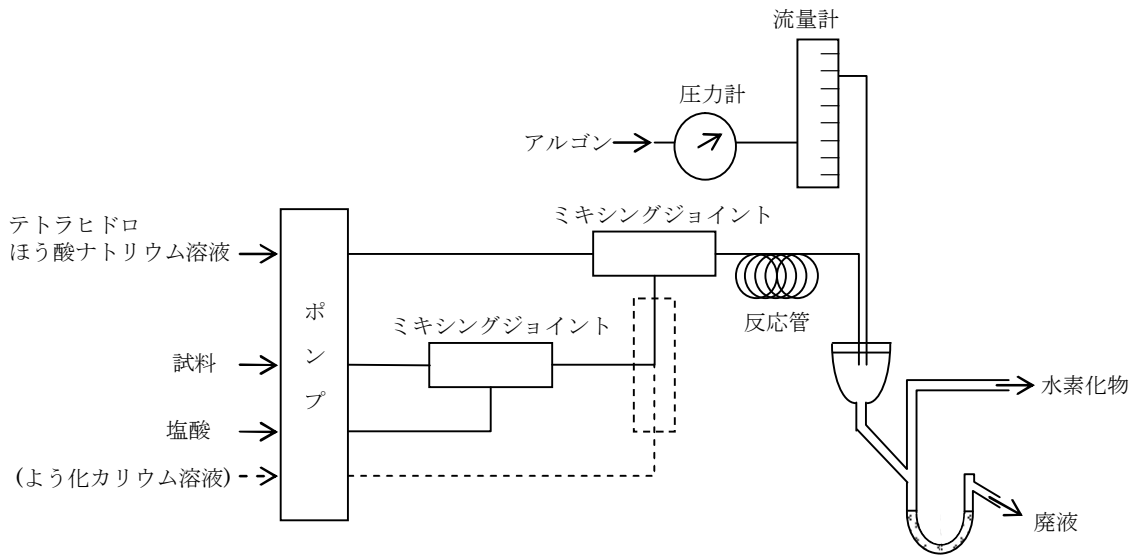 流量計
圧力計
アルゴン
ミキシングジョイント
テトラヒドロ
ほう酸ナトリウム溶液
ポンプ
ミキシングジョイント
反応管
試料
水素化物
塩酸
(よう化カリウム溶液)
廃液